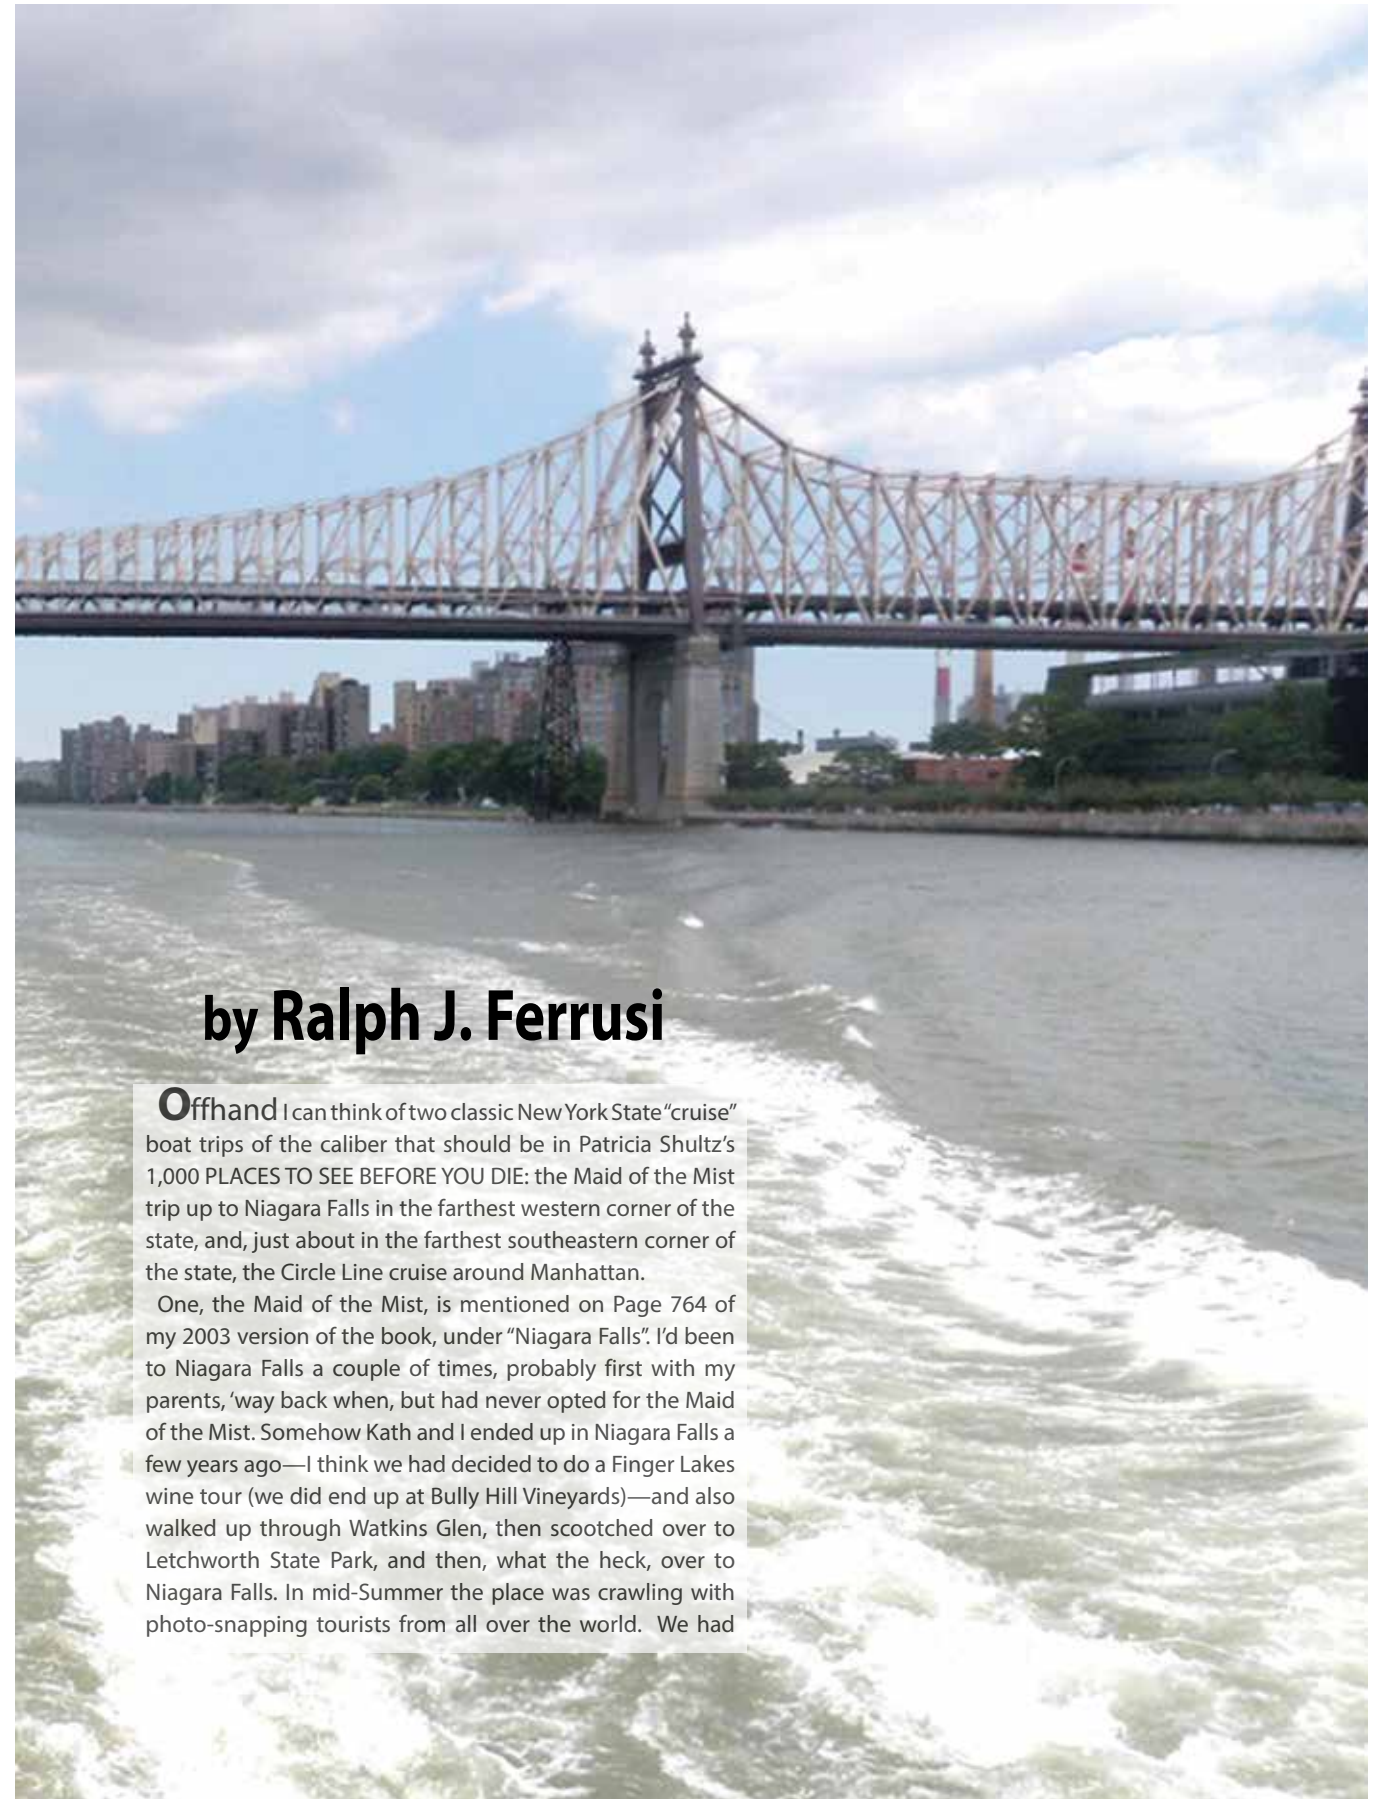 by Ralph J. Ferrusi
Offhand I can think of two classic New York State “cruise”
boat trips of the caliber that should be in Patricia Shultz’s
1,000 PLACES TO SEE BEFORE YOU DIE: the Maid of the Mist
trip up to Niagara Falls in the farthest western corner of the
state, and, just about in the farthest southeastern corner of
the state, the Circle Line cruise around Manhattan.
One, the Maid of the Mist, is mentioned on Page 764 of
my 2003 version of the book, under “Niagara Falls”. I’d been
to Niagara Falls a couple of times, probably first with my
parents, ‘way back when, but had never opted for the Maid
of the Mist. Somehow Kath and I ended up in Niagara Falls a
few years ago—I think we had decided to do a Finger Lakes
wine tour (we did end up at Bully Hill Vineyards)—and also
walked up through Watkins Glen, then scootched over to
Letchworth State Park, and then, what the heck, over to
Niagara Falls. In mid-Summer the place was crawling with
photo-snapping tourists from all over the world. We had